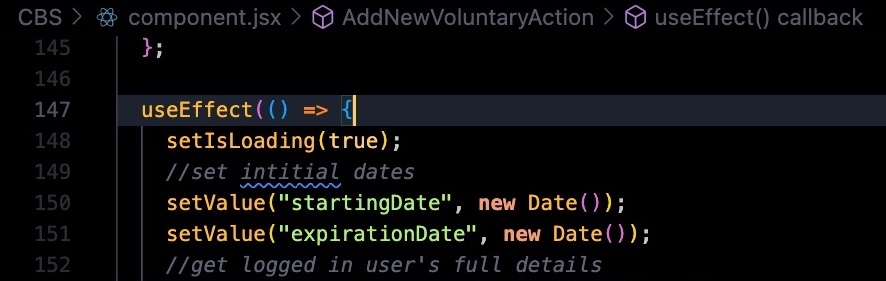 CBS > component.jsx > AddNewVoluntaryAction > useEffect() callback
145 };
146
147 useEffect(() => {
148 setIsLoading(true);
149 //set intitial dates
150 setValue("startingDate", new Date());
151 setValue("expirationDate", new Date());
152 //get logged in user's full details